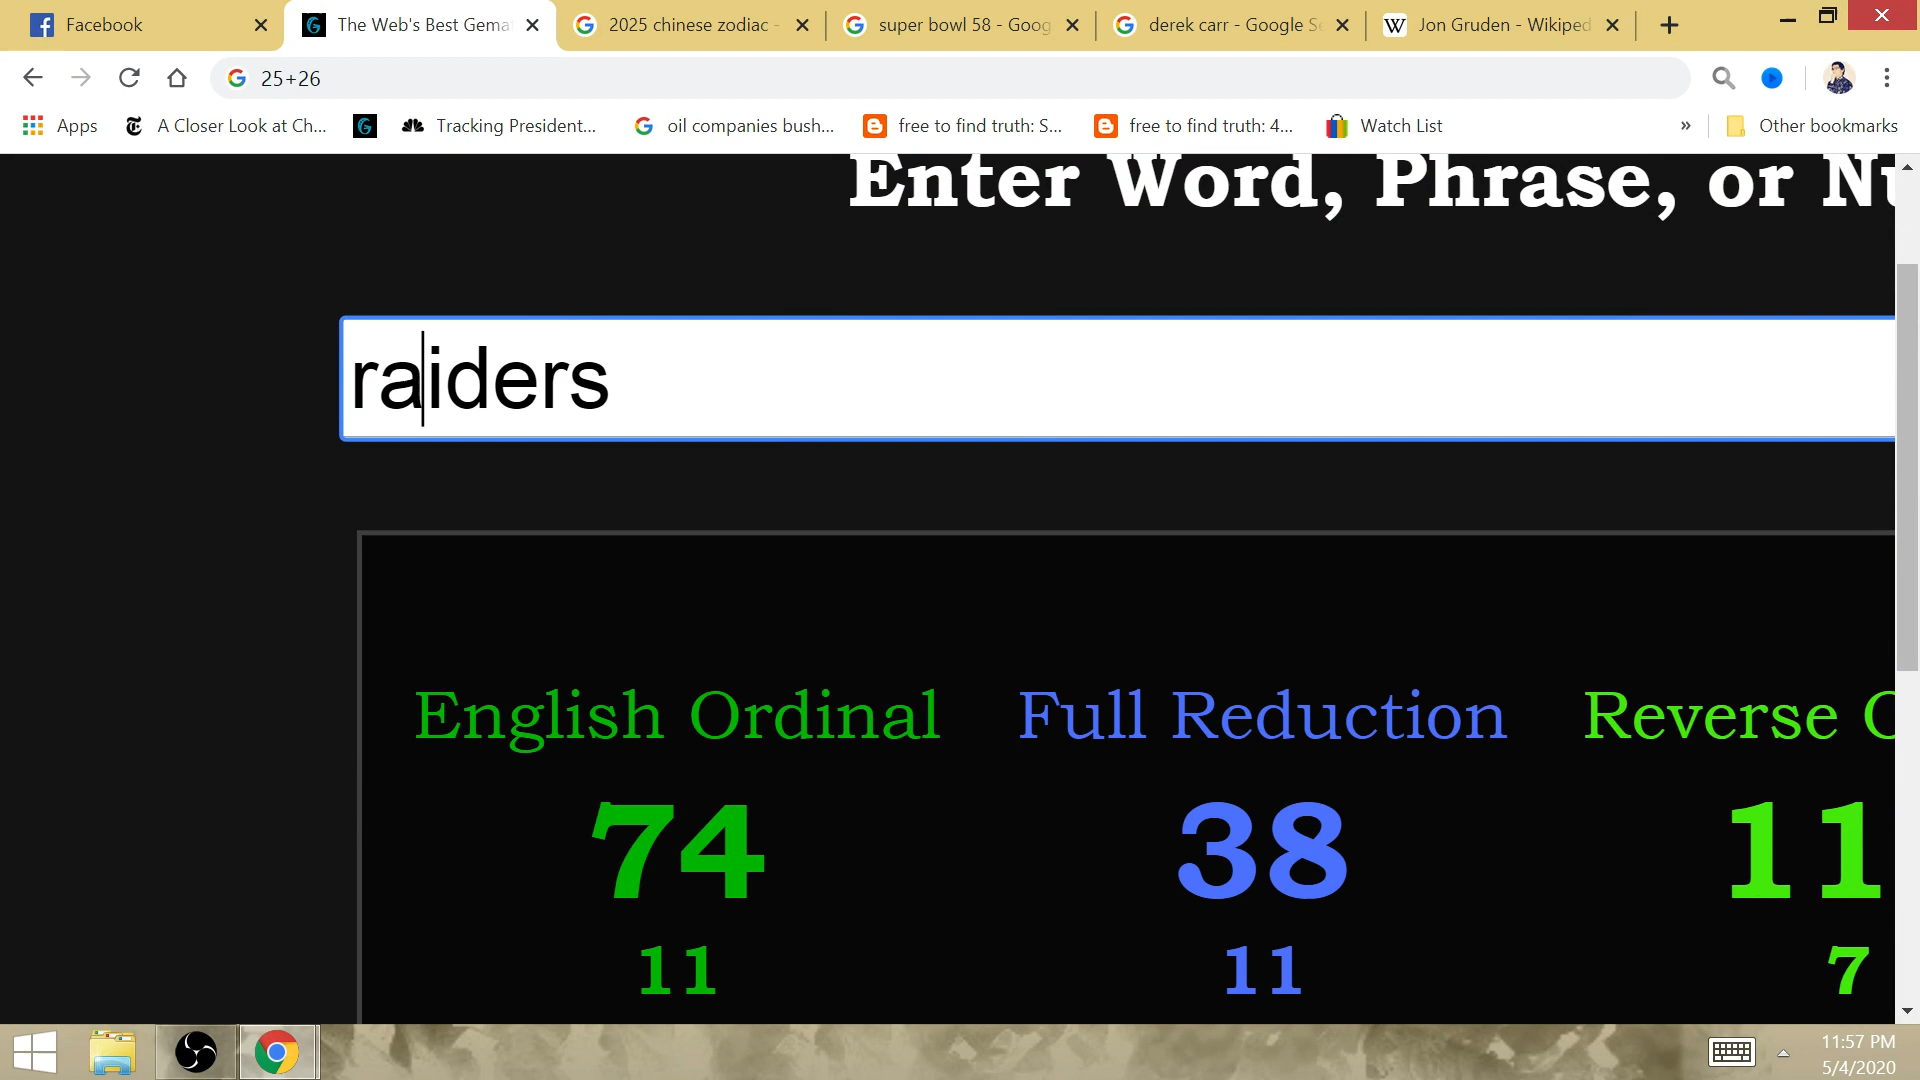 Facebook
The Web's Best Gema
2025 chinese zodiac -
super bowl 58 - Goog
derek carr - Google Se
Jon Gruden - Wikiped
25+26
Apps
A Closer Look at Ch...
Tracking President...
oil companies bush...
free to find truth: S...
free to find truth: 4...
Watch List
»
Other bookmarks
Enter Word, Phrase, or Nu
raiders
English Ordinal
Full Reduction
Reverse O
74
38
11
11
11
7
11:57 PM
5/4/2020